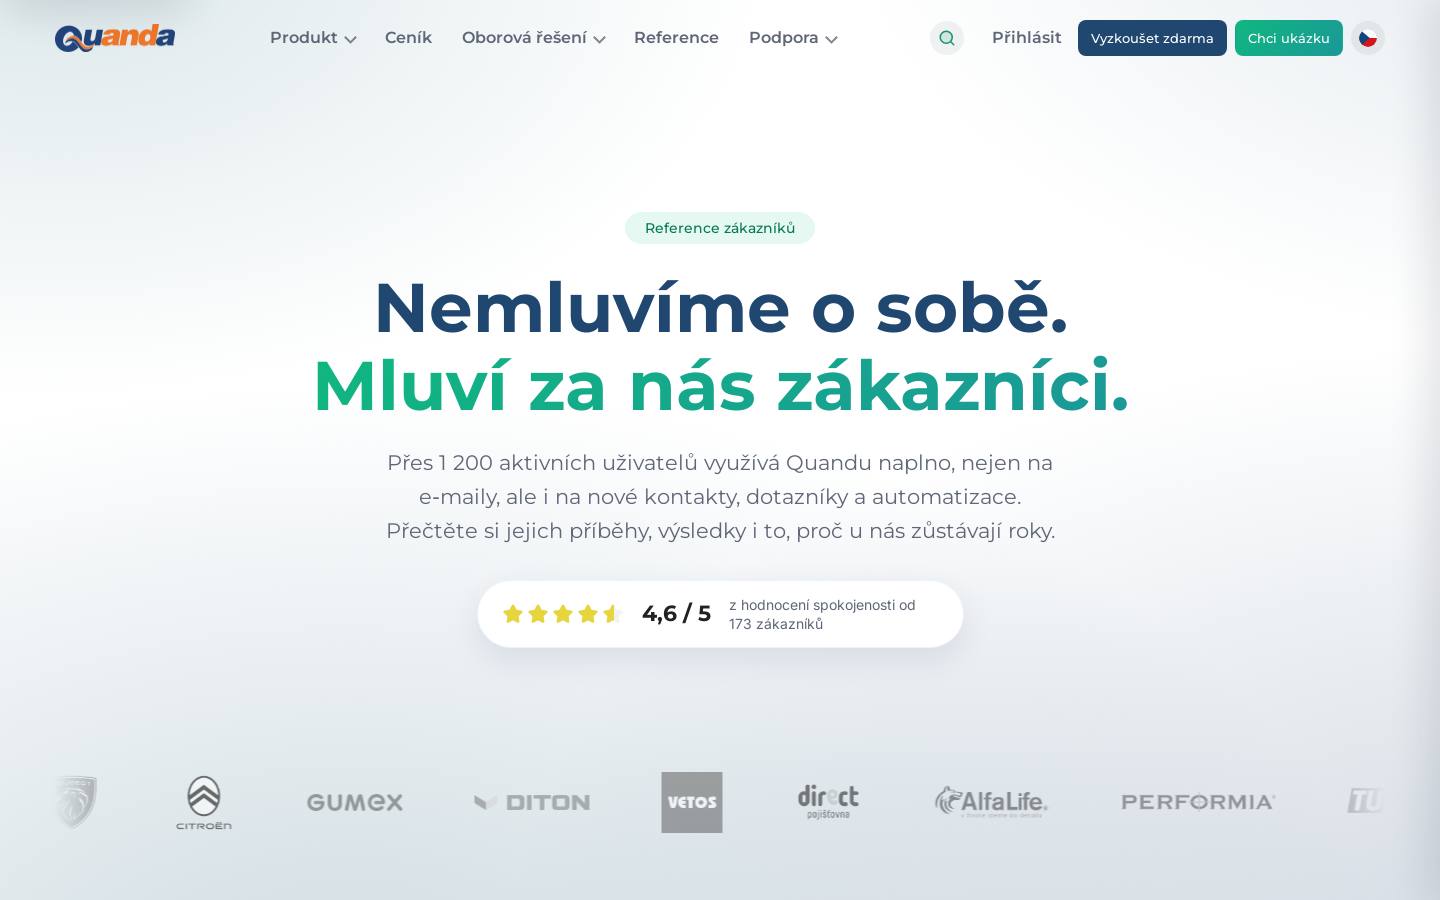 Quanda
Produkt
Ceník
Oborová řešení
Reference
Podpora
Přihlásit
Vyzkoušet zdarma
Chci ukázku
Reference zákazníků
Nemluvíme o sobě.
Mluví za nás zákazníci.
Přes 1 200 aktivních uživatelů využívá Quandu naplno, nejen na
e-maily, ale i na nové kontakty, dotazníky a automatizace.
Přečtěte si jejich příběhy, výsledky i to, proč u nás zůstávají roky.
4,6 / 5
z hodnocení spokojenosti od
173 zákazníků
CITROËN
GUMEX
DITON
VETOS
direct
pojišťovna
AlfaLife.
PERFORMIA
TU